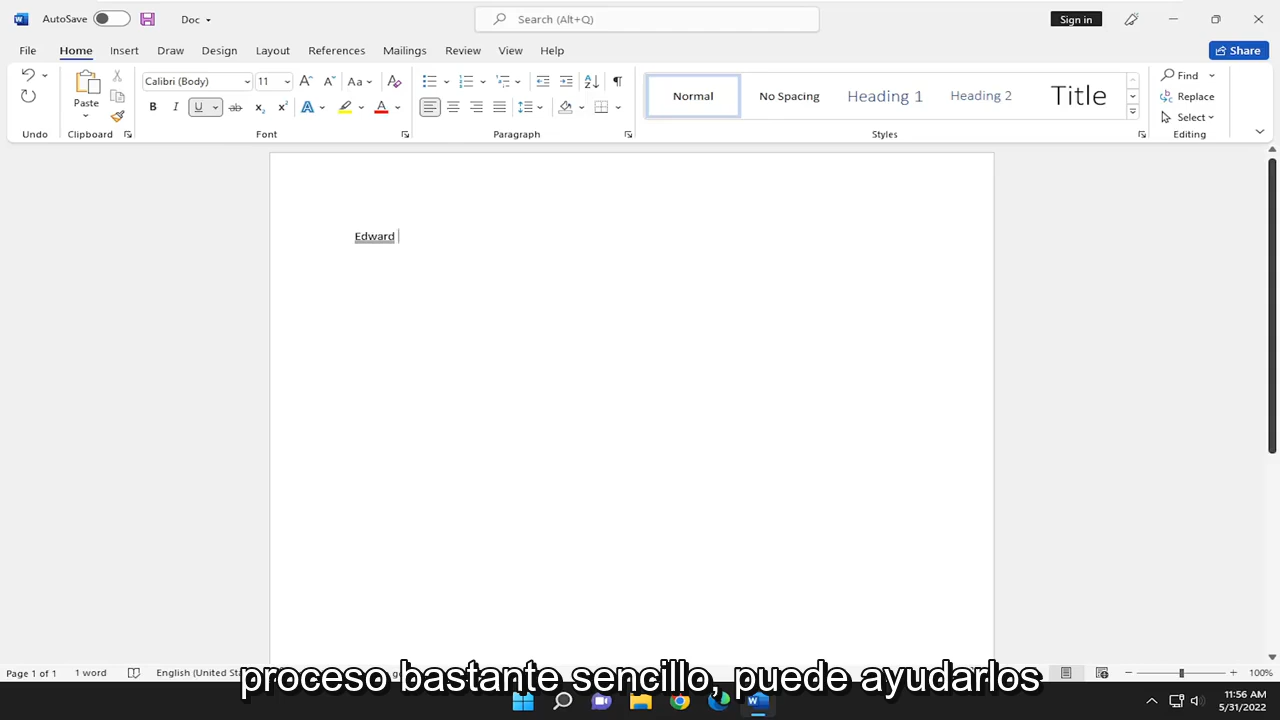 AutoSave
Doc
Search (Alt+Q)
Sign in
File Home Insert Draw Design Layout References Mailings Review View Help
Share
Paste
Calibri (Body) 11
Normal
No Spacing
Heading 1
Heading 2
Title
Find
Replace
Select
Undo Clipboard Font Paragraph Styles Editing
Edward
Page 1 of 1 1 word English (United Sta 100%
proceso bastante sencillo, puede ayudarlos
11:56 AM
5/31/2022